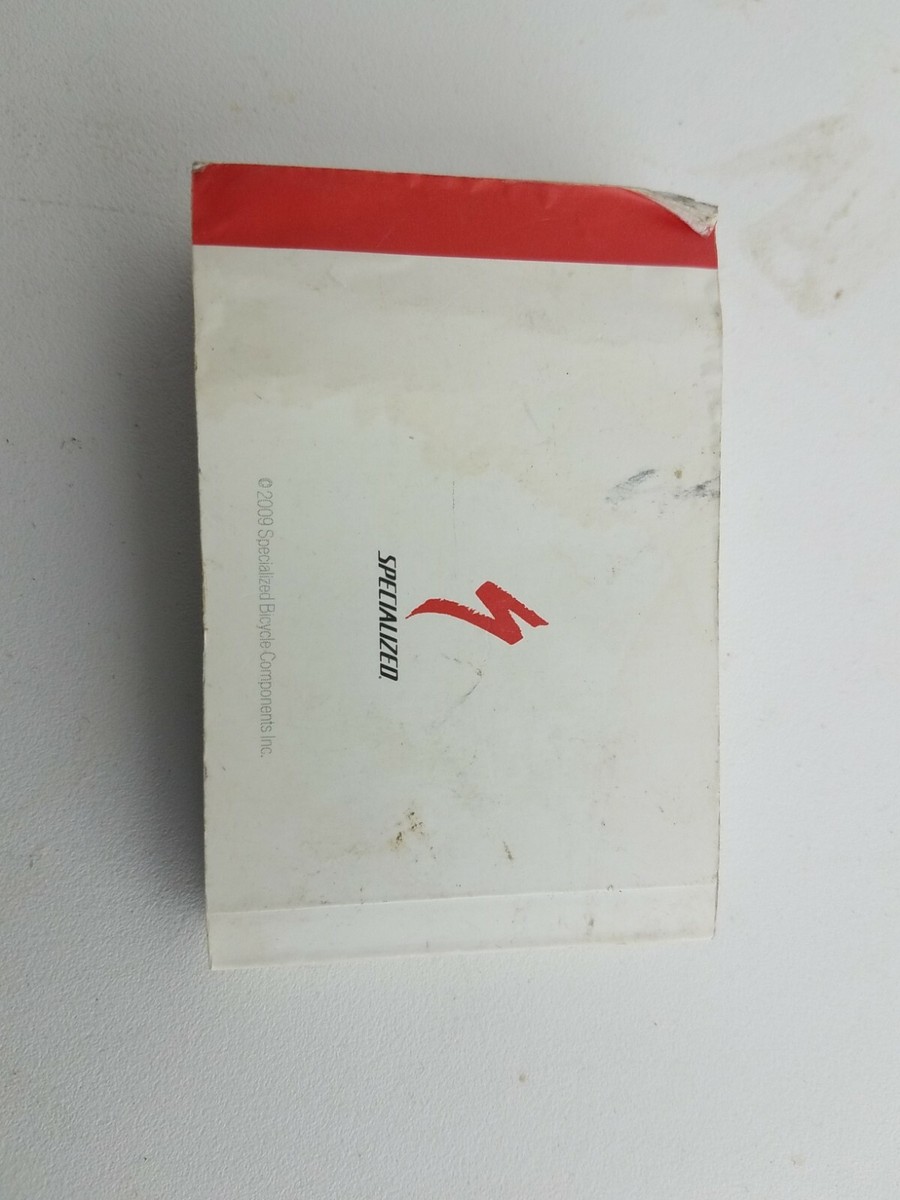 SPECIALIZED.
© 2009 Specialized Bicycle Components Inc.